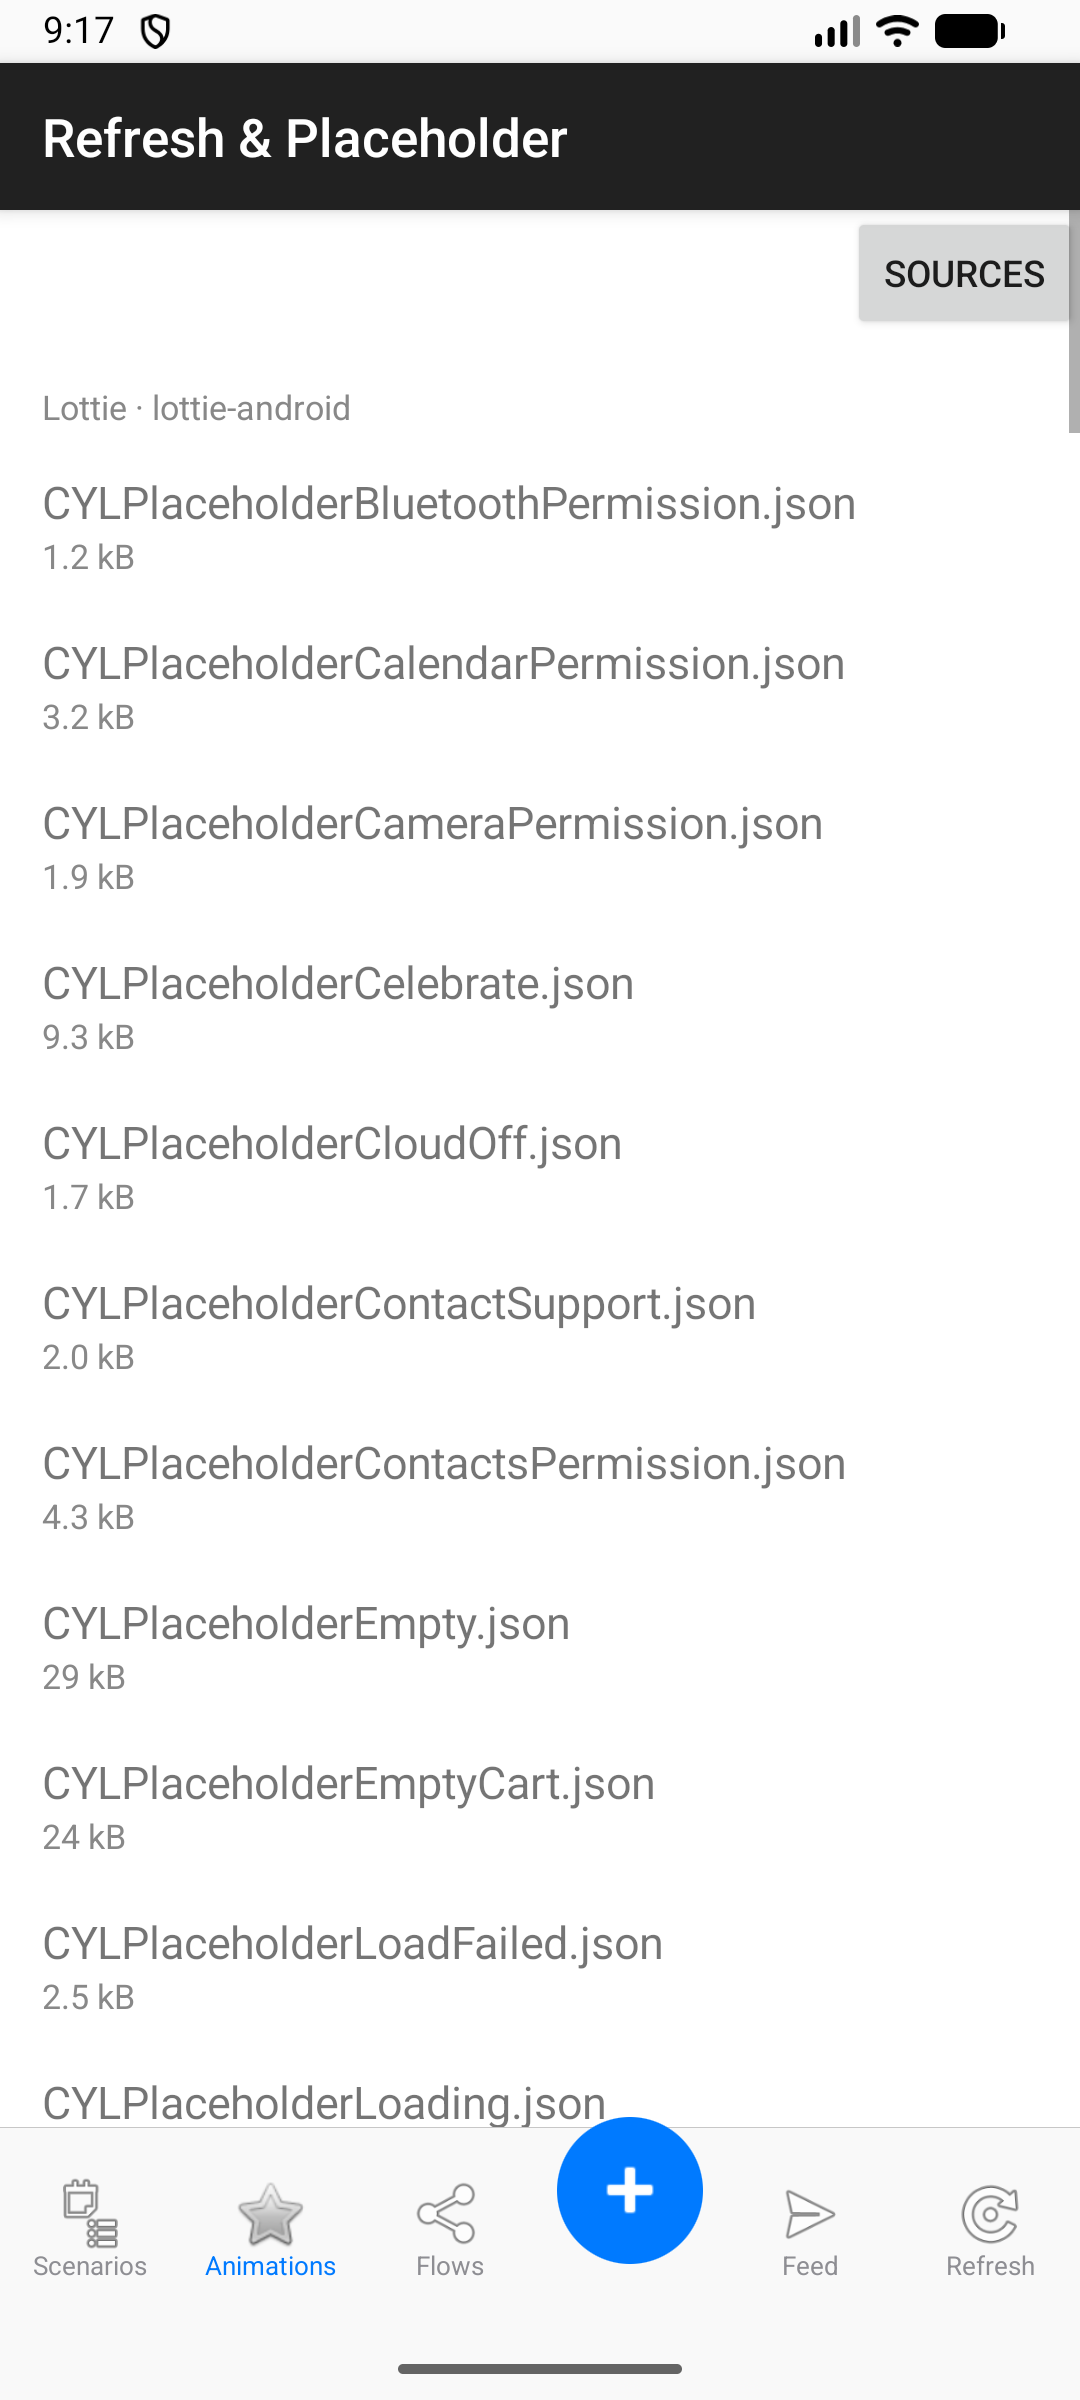 9:17
Refresh & Placeholder
SOURCES
Lottie · lottie-android
CYLPlaceholderBluetoothPermission.json
1.2 kB
CYLPlaceholderCalendarPermission.json
3.2 kB
CYLPlaceholderCameraPermission.json
1.9 kB
CYLPlaceholderCelebrate.json
9.3 kB
CYLPlaceholderCloudOff.json
1.7 kB
CYLPlaceholderContactSupport.json
2.0 kB
CYLPlaceholderContactsPermission.json
4.3 kB
CYLPlaceholderEmpty.json
29 kB
CYLPlaceholderEmptyCart.json
24 kB
CYLPlaceholderLoadFailed.json
2.5 kB
CYLPlaceholderLoading.json
Scenarios
Animations
Flows
Feed
Refresh